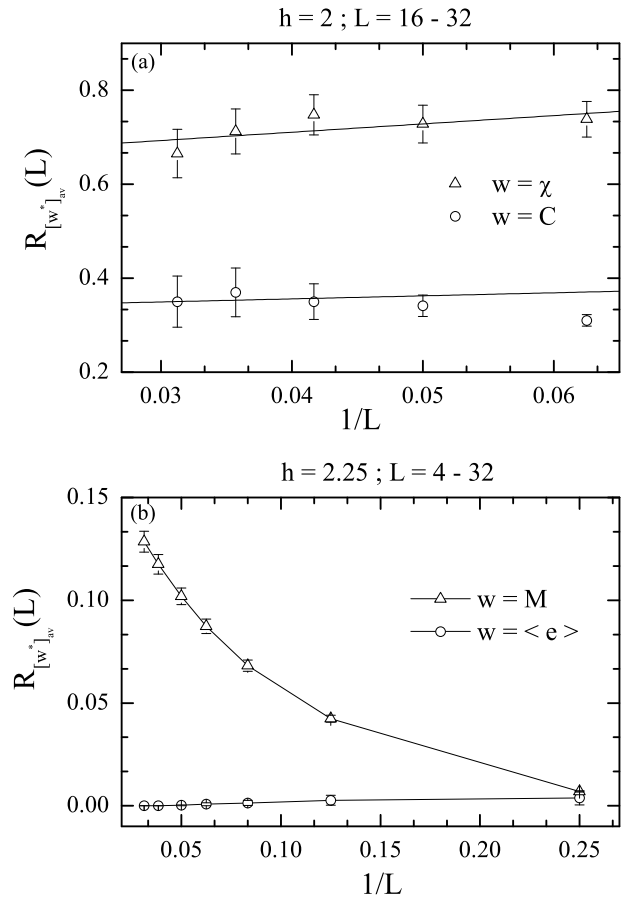 h = 2 ; L = 16 - 32
(a)
0.8
0.6
0.4
0.2
R[w*]av(L)
w = χ
w = C
0.03 0.04 0.05 0.06
1/L
h = 2.25 ; L = 4 - 32
(b)
0.15
0.10
0.05
0.00
R[w*]av(L)
w = M
w = < e >
0.05 0.10 0.15 0.20 0.25
1/L